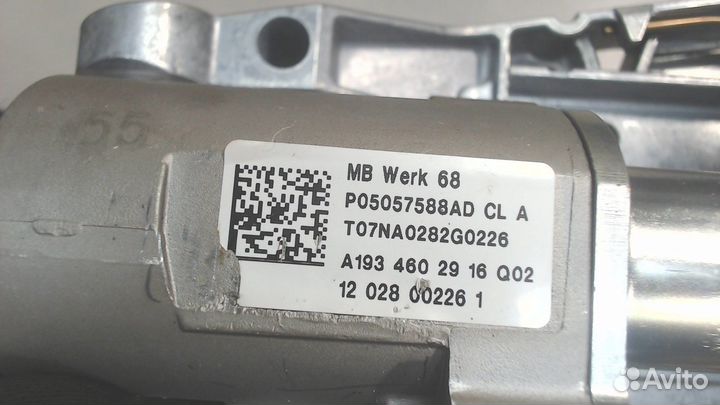 55
MB Werk 68
P05057588AD CL A
T07NA0282G0226
A193 460 29 16 Q02
12 028 00226 1
Avito